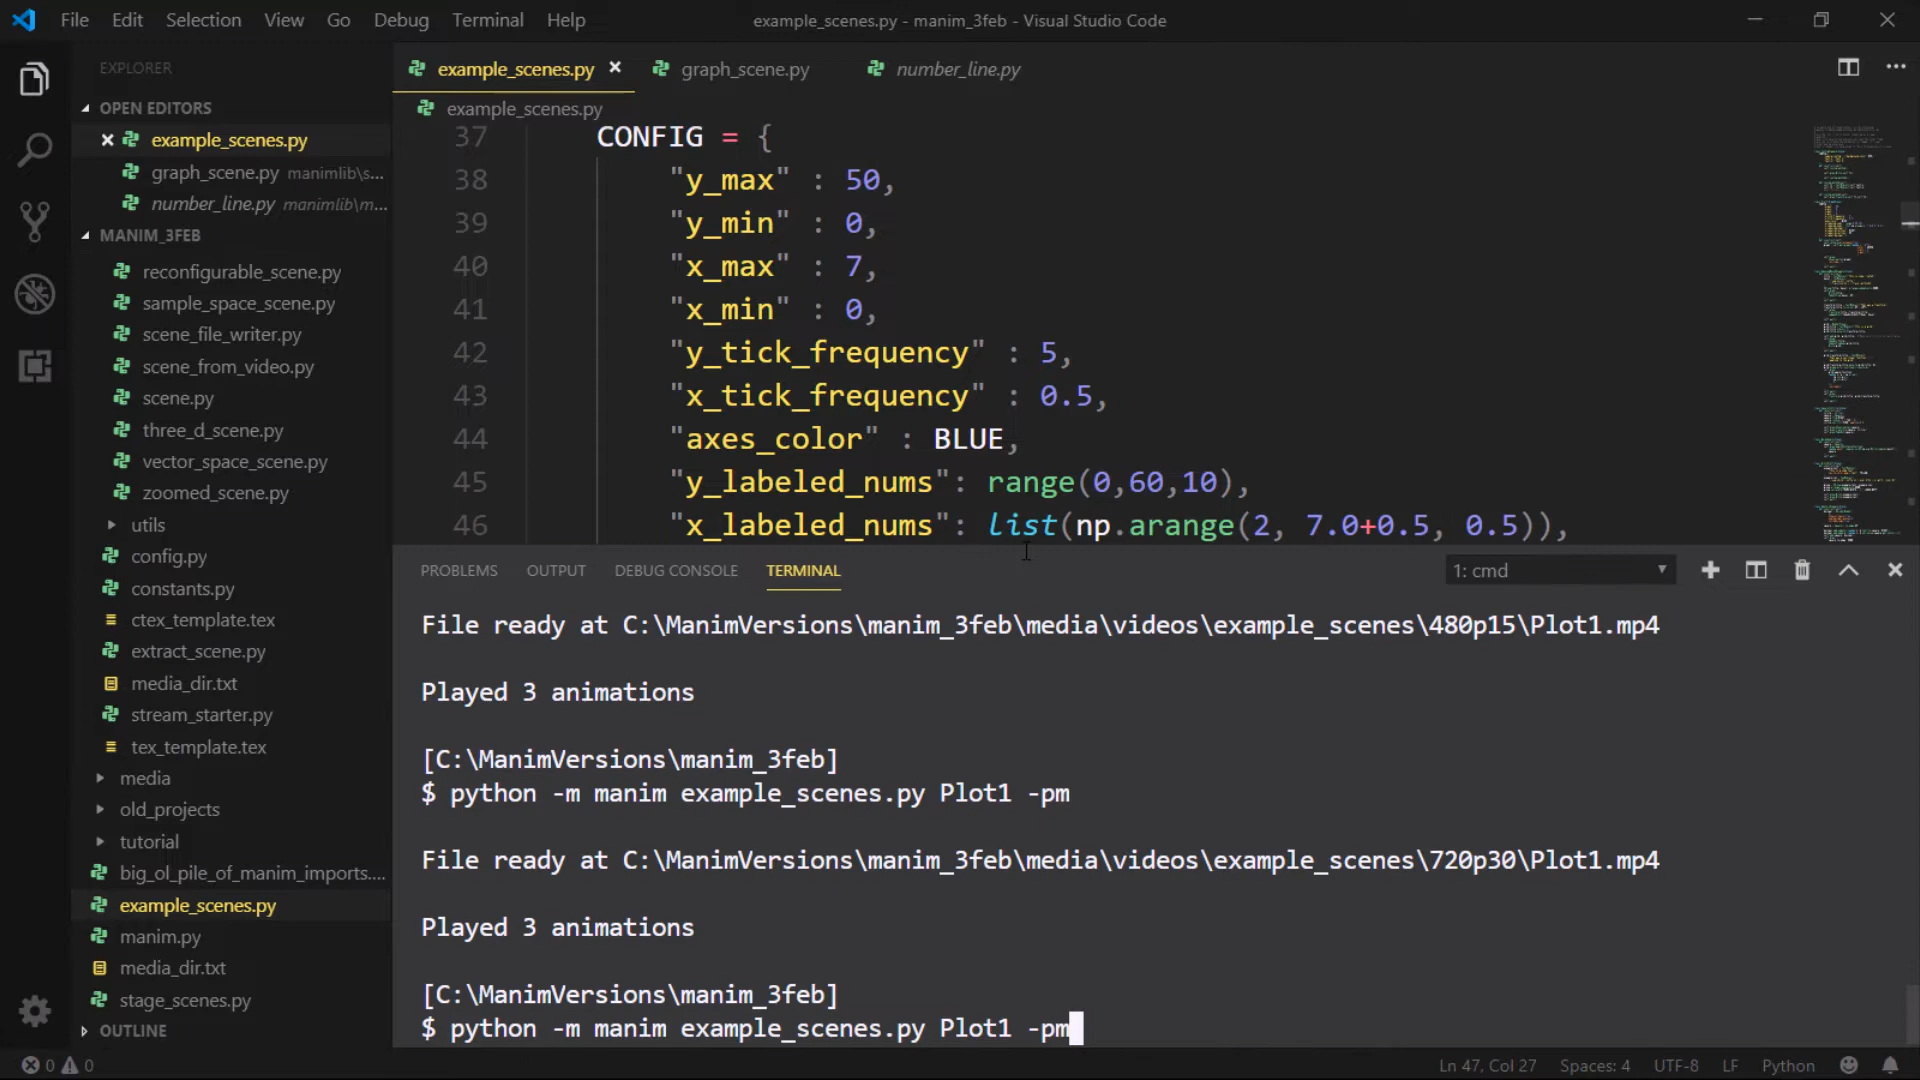 File Edit Selection View Go Debug Terminal Help example_scenes.py - manim_3feb - Visual Studio Code
EXPLORER
OPEN EDITORS
example_scenes.py
graph_scene.py manimlib\s...
number_line.py manimlib\m...
MANIM_3FEB
reconfigurable_scene.py
sample_space_scene.py
scene_file_writer.py
scene_from_video.py
scene.py
three_d_scene.py
vector_space_scene.py
zoomed_scene.py
utils
config.py
constants.py
ctex_template.tex
extract_scene.py
media_dir.txt
stream_starter.py
tex_template.tex
media
old_projects
tutorial
big_ol_pile_of_manim_imports....
example_scenes.py
manim.py
media_dir.txt
stage_scenes.py
OUTLINE
example_scenes.py graph_scene.py number_line.py
example_scenes.py
37 CONFIG = {
38 "y_max" : 50,
39 "y_min" : 0,
40 "x_max" : 7,
41 "x_min" : 0,
42 "y_tick_frequency" : 5,
43 "x_tick_frequency" : 0.5,
44 "axes_color" : BLUE,
45 "y_labeled_nums": range(0,60,10),
46 "x_labeled_nums": list(np.arange(2, 7.0+0.5, 0.5)),
PROBLEMS OUTPUT DEBUG CONSOLE TERMINAL 1: cmd
File ready at C:\ManimVersions\manim_3feb\media\videos\example_scenes\480p15\Plot1.mp4
Played 3 animations
[C:\ManimVersions\manim_3feb]
$ python -m manim example_scenes.py Plot1 -pm
File ready at C:\ManimVersions\manim_3feb\media\videos\example_scenes\720p30\Plot1.mp4
Played 3 animations
[C:\ManimVersions\manim_3feb]
$ python -m manim example_scenes.py Plot1 -pm
0 0 Ln 47, Col 27 Spaces: 4 UTF-8 LF Python